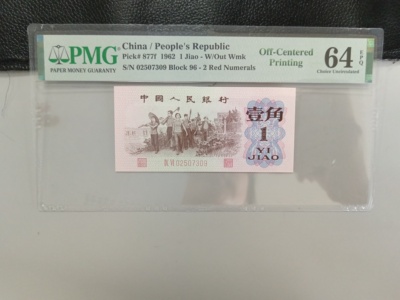 PMG
PAPER MONEY GUARANTY
China / People's Republic
Pick# 877f 1962 1 Jiao - W/Out Wmk
S/N 02507309 Block 96 - 2 Red Numerals
Off-Centered
Printing
64
EPQ
Choice Uncirculated
中国人民银行
壹角
1
YI
JIAO
02507309